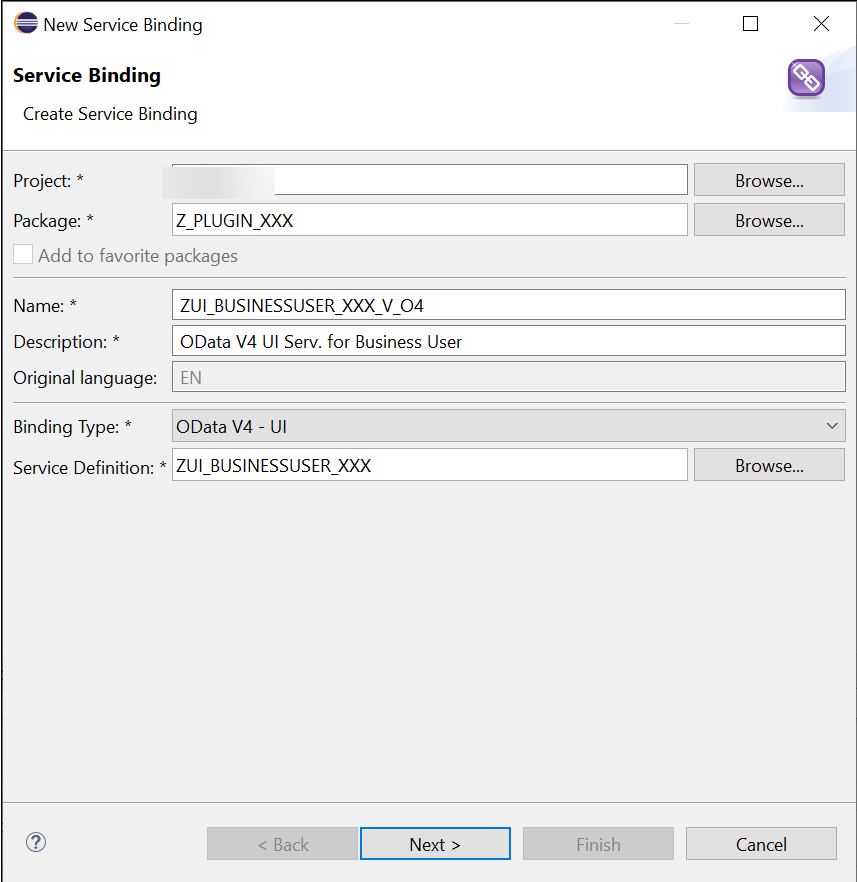 New Service Binding
Service Binding
Create Service Binding
Project: *
Browse...
Package: * Z_PLUGIN_XXX Browse...
Add to favorite packages
Name: * ZUI_BUSINESSUSER_XXX_V_O4
Description: * OData V4 UI Serv. for Business User
Original language: EN
Binding Type: * OData V4 - UI
Service Definition: * ZUI_BUSINESSUSER_XXX Browse...
? < Back Next > Finish Cancel